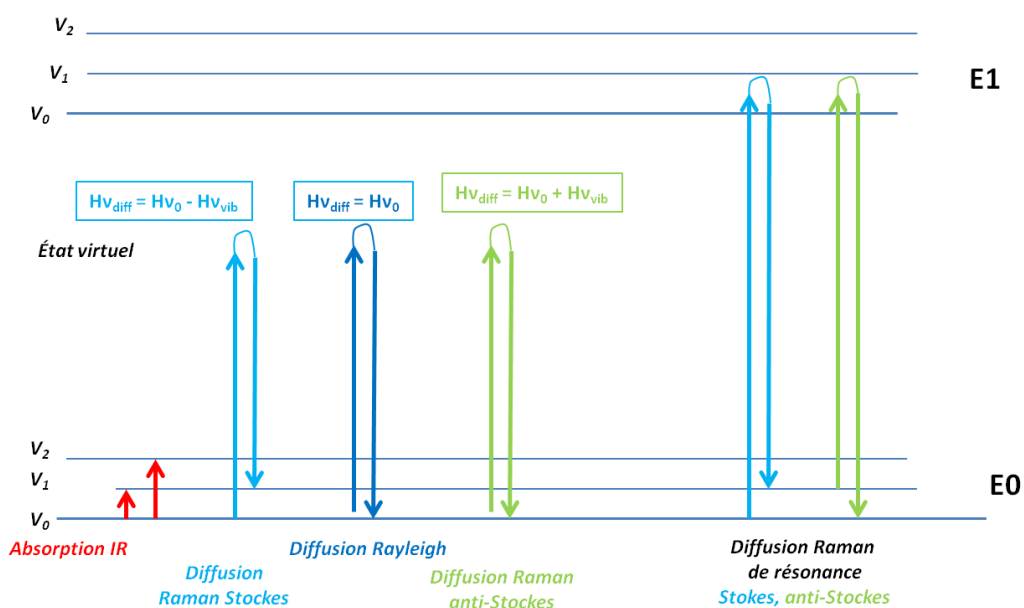 V2
V1
E1
V0
Hνdiff = Hν0 - Hνvib
Hνdiff = Hν0
Hνdiff = Hν0 + Hνvib
État virtuel
V2
V1
E0
V0
Absorption IR
Diffusion
Raman Stockes
Diffusion Rayleigh
Diffusion Raman
anti-Stockes
Diffusion Raman
de résonance
Stokes, anti-Stockes